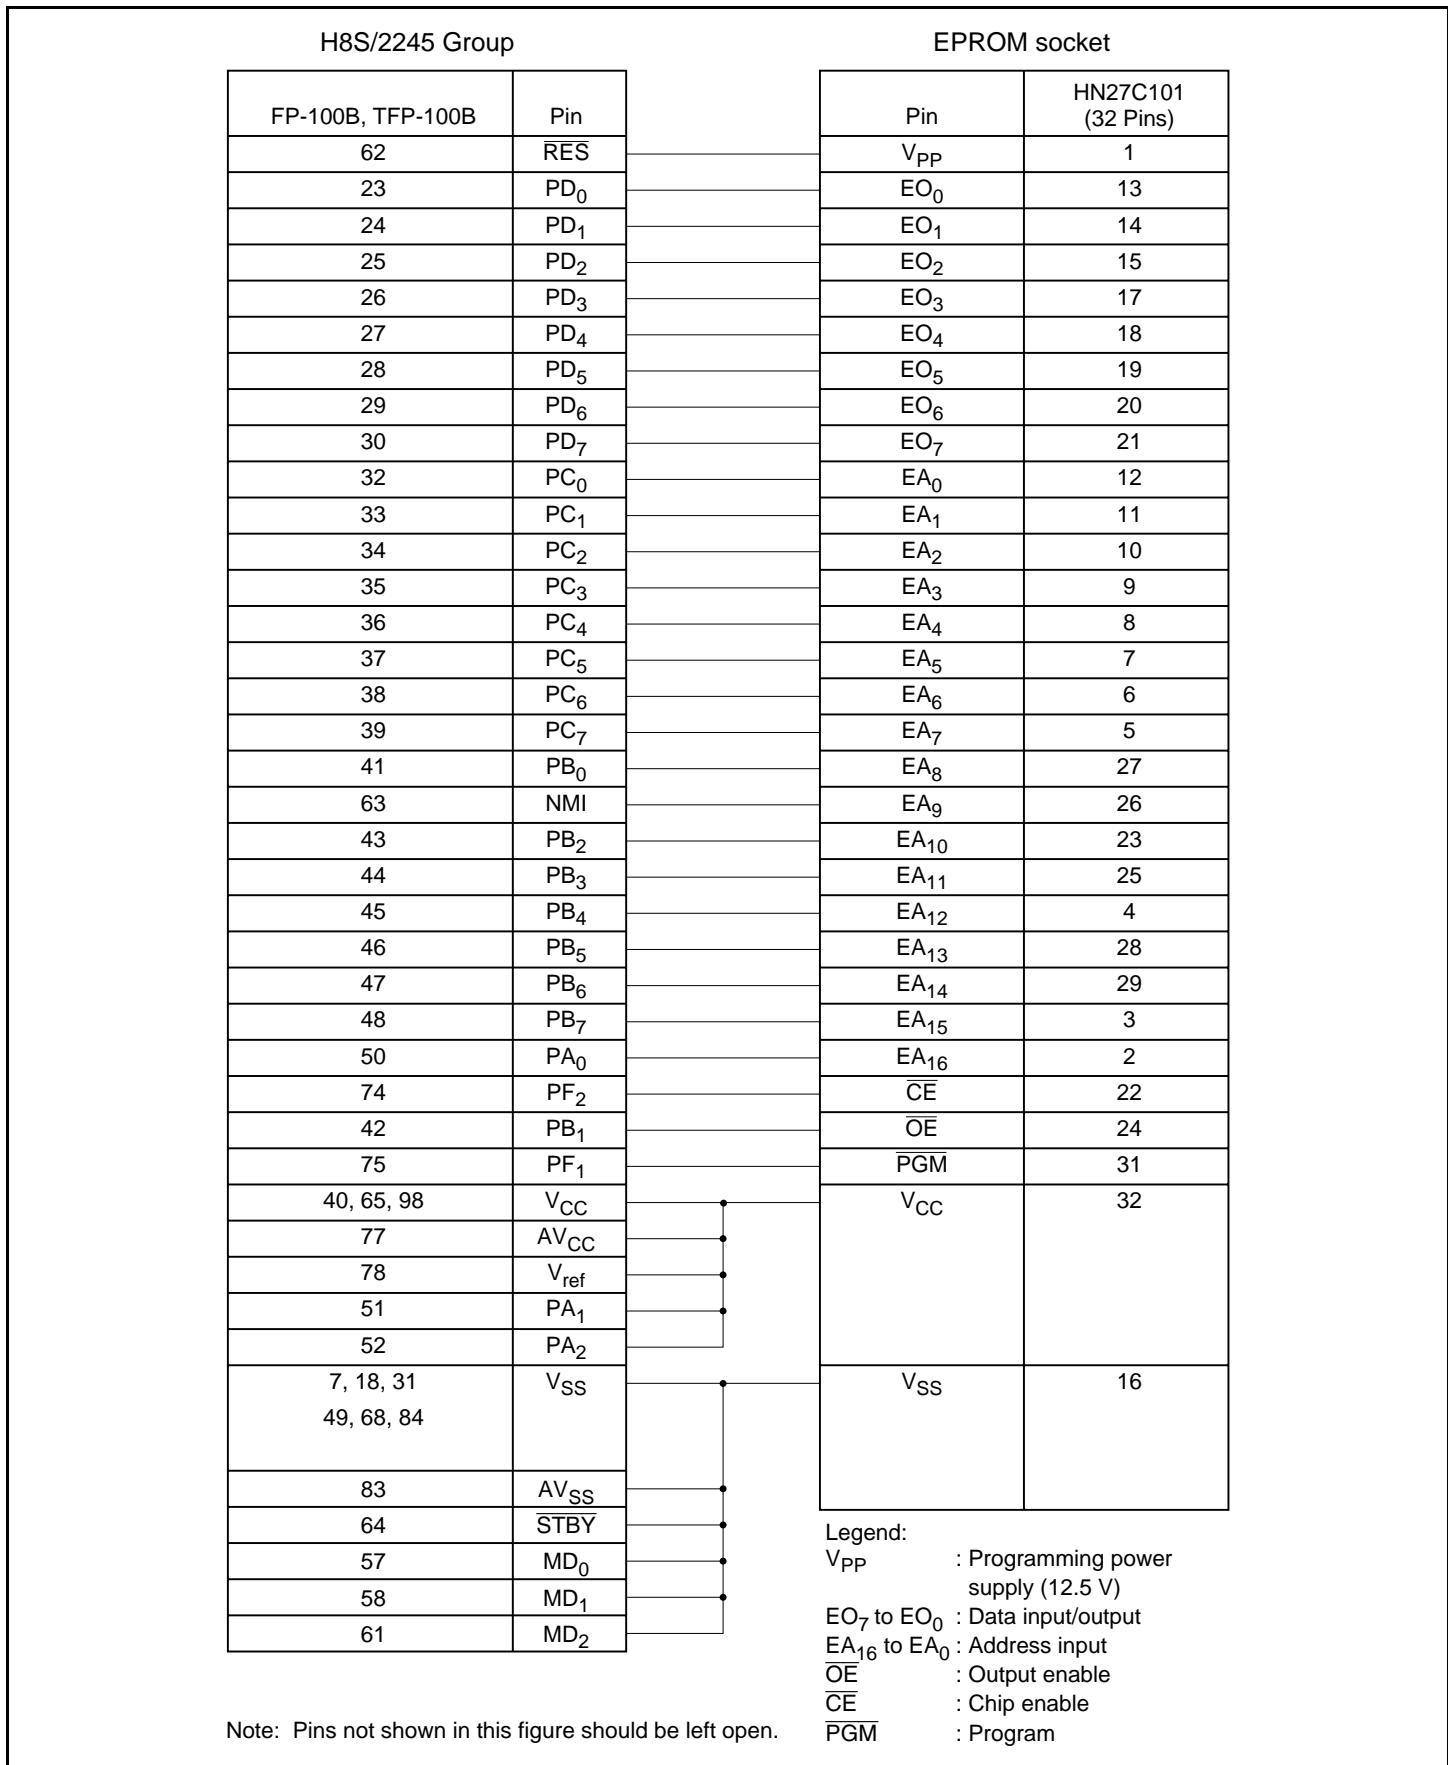 H8S/2245 Group EPROM socket
FP-100B, TFP-100B Pin Pin HN27C101 (32 Pins)
62 RES VPP 1
23 PD0 EO0 13
24 PD1 EO1 14
25 PD2 EO2 15
26 PD3 EO3 17
27 PD4 EO4 18
28 PD5 EO5 19
29 PD6 EO6 20
30 PD7 EO7 21
32 PC0 EA0 12
33 PC1 EA1 11
34 PC2 EA2 10
35 PC3 EA3 9
36 PC4 EA4 8
37 PC5 EA5 7
38 PC6 EA6 6
39 PC7 EA7 5
41 PB0 EA8 27
63 NMI EA9 26
43 PB2 EA10 23
44 PB3 EA11 25
45 PB4 EA12 4
46 PB5 EA13 28
47 PB6 EA14 29
48 PB7 EA15 3
50 PA0 EA16 2
74 PF2 CE 22
42 PB1 OE 24
75 PF1 PGM 31
40, 65, 98 VCC VCC 32
77 AVCC
78 Vref
51 PA1
52 PA2
7, 18, 31 VSS VSS 16
49, 68, 84
83 AVSS
64 STBY
57 MD0
58 MD1
61 MD2
Legend:
VPP : Programming power
supply (12.5 V)
EO7 to EO0 : Data input/output
EA16 to EA0 : Address input
OE : Output enable
CE : Chip enable
PGM : Program
Note: Pins not shown in this figure should be left open.